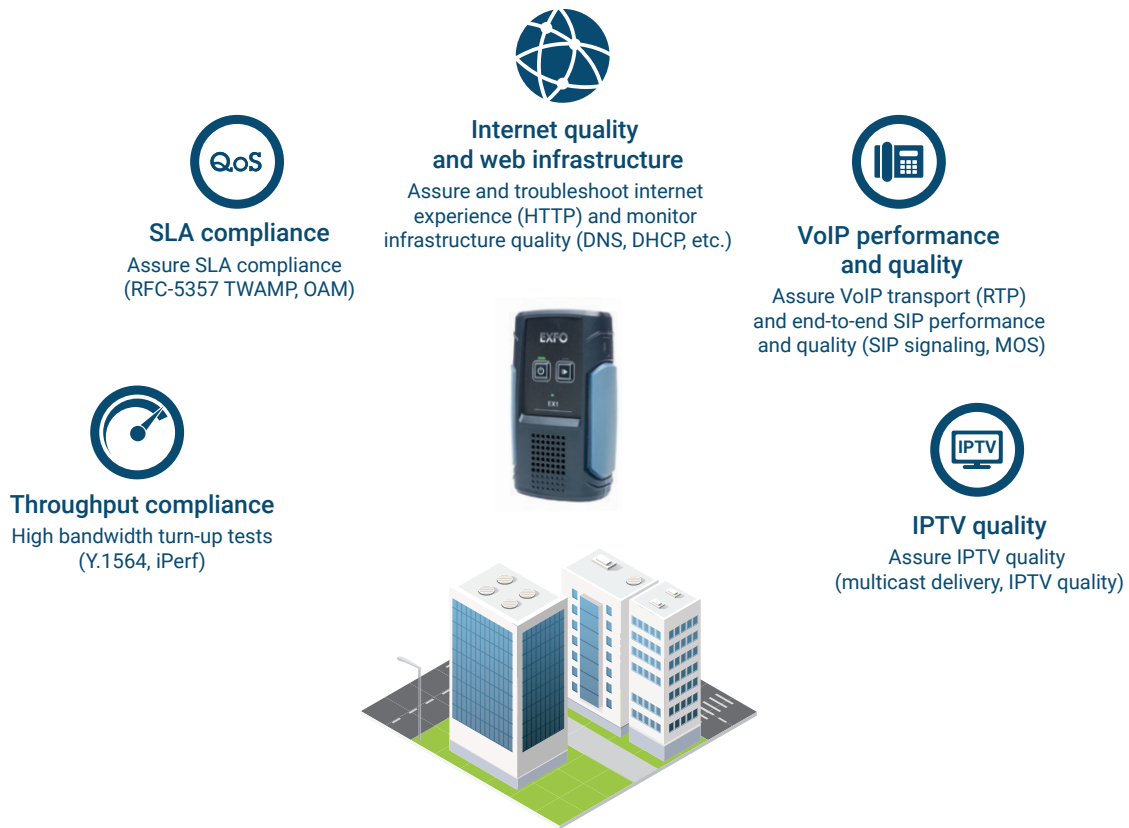 Internet quality
and web infrastructure
Assure and troubleshoot internet
experience (HTTP) and monitor
infrastructure quality (DNS, DHCP, etc.)
QoS
SLA compliance
Assure SLA compliance
(RFC-5357 TWAMP, OAM)
VoIP performance
and quality
Assure VoIP transport (RTP)
and end-to-end SIP performance
and quality (SIP signaling, MOS)
EXFO
EX1
Throughput compliance
High bandwidth turn-up tests
(Y.1564, iPerf)
IPTV
IPTV quality
Assure IPTV quality
(multicast delivery, IPTV quality)